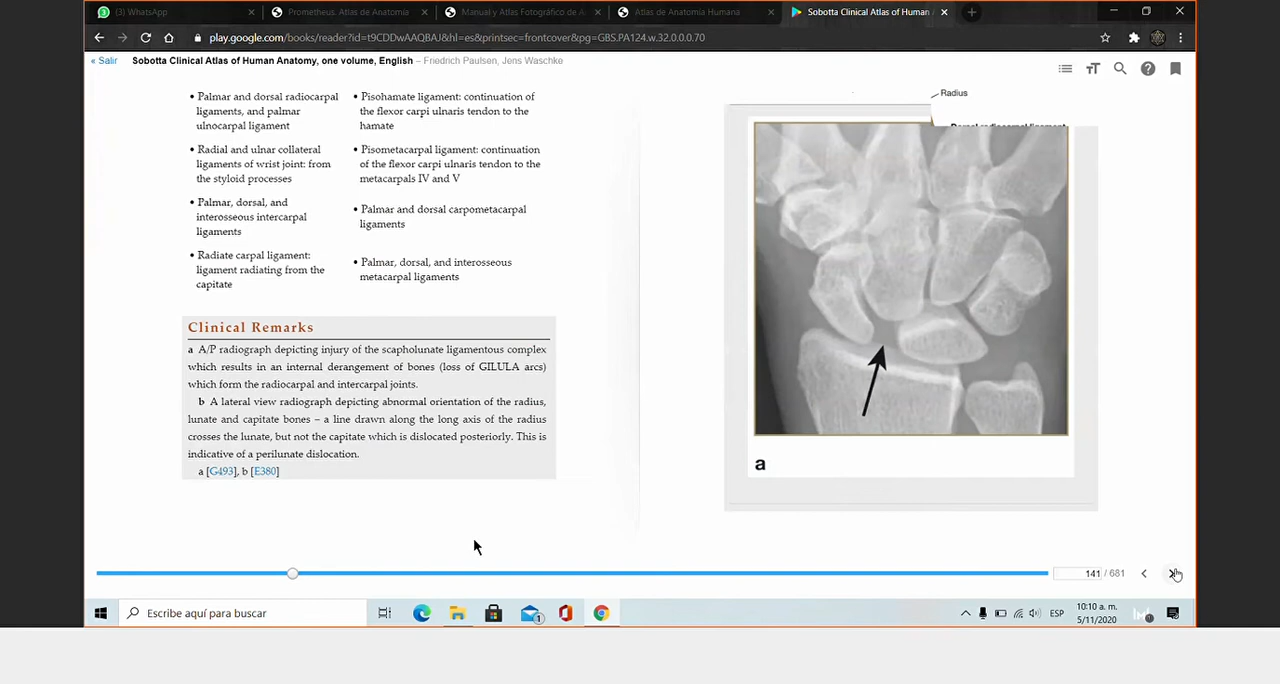 (3) WhatsApp
Prometheus. Atlas de Anatomía
Manual y Atlas Fotográfico de A
Atlas de Anatomía Humana
Sobotta Clinical Atlas of Human
play.google.com/books/reader?id=t9CDDwAAQBAJ&hl=es&printsec=frontcover&pg=GBS.PA124.w.32.0.0.0.70
« Salir Sobotta Clinical Atlas of Human Anatomy, one volume, English – Friedrich Paulsen, Jens Waschke
• Palmar and dorsal radiocarpal
ligaments, and palmar
ulnocarpal ligament
• Radial and ulnar collateral
ligaments of wrist joint: from
the styloid processes
• Palmar, dorsal, and
interosseous intercarpal
ligaments
• Radiate carpal ligament:
ligament radiating from the
capitate
• Pisohamate ligament: continuation
of the flexor carpi ulnaris tendon to the
hamate
• Pisometacarpal ligament: continuation
of the flexor carpi ulnaris tendon to the
metacarpals IV and V
• Palmar and dorsal carpometacarpal
ligaments
• Palmar, dorsal, and interosseous
metacarpal ligaments
Clinical Remarks
a A/P radiograph depicting injury of the scapholunate ligamentous complex
which results in an internal derangement of bones (loss of GILULA arcs)
which form the radiocarpal and intercarpal joints.
b A lateral view radiograph depicting abnormal orientation of the radius,
lunate and capitate bones – a line drawn along the long axis of the radius
crosses the lunate, but not the capitate which is dislocated posteriorly. This is
indicative of a perilunate dislocation.
a [G493], b [E380]
Radius
Dorsal radiocarpal ligament
a
141 / 681
Escribe aquí para buscar
1
ESP
10:10 a. m.
5/11/2020